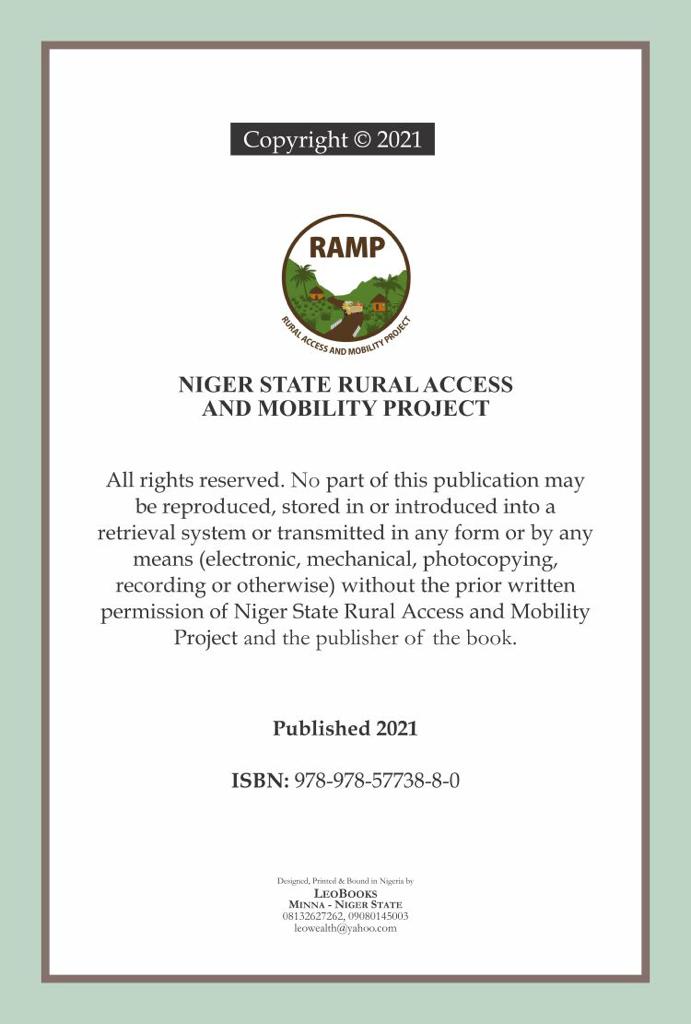 Copyright © 2021
RAMP
RURAL ACCESS AND MOBILITY PROJECT
NIGER STATE RURAL ACCESS
AND MOBILITY PROJECT
All rights reserved. No part of this publication may
be reproduced, stored in or introduced into a
retrieval system or transmitted in any form or by any
means (electronic, mechanical, photocopying,
recording or otherwise) without the prior written
permission of Niger State Rural Access and Mobility
Project and the publisher of the book.
Published 2021
ISBN: 978-978-57738-8-0
Designed, Printed & Bound in Nigeria by
LEOBOOKS
MINNA - NIGER STATE
08132627262, 09080145003
leowealth@yahoo.com